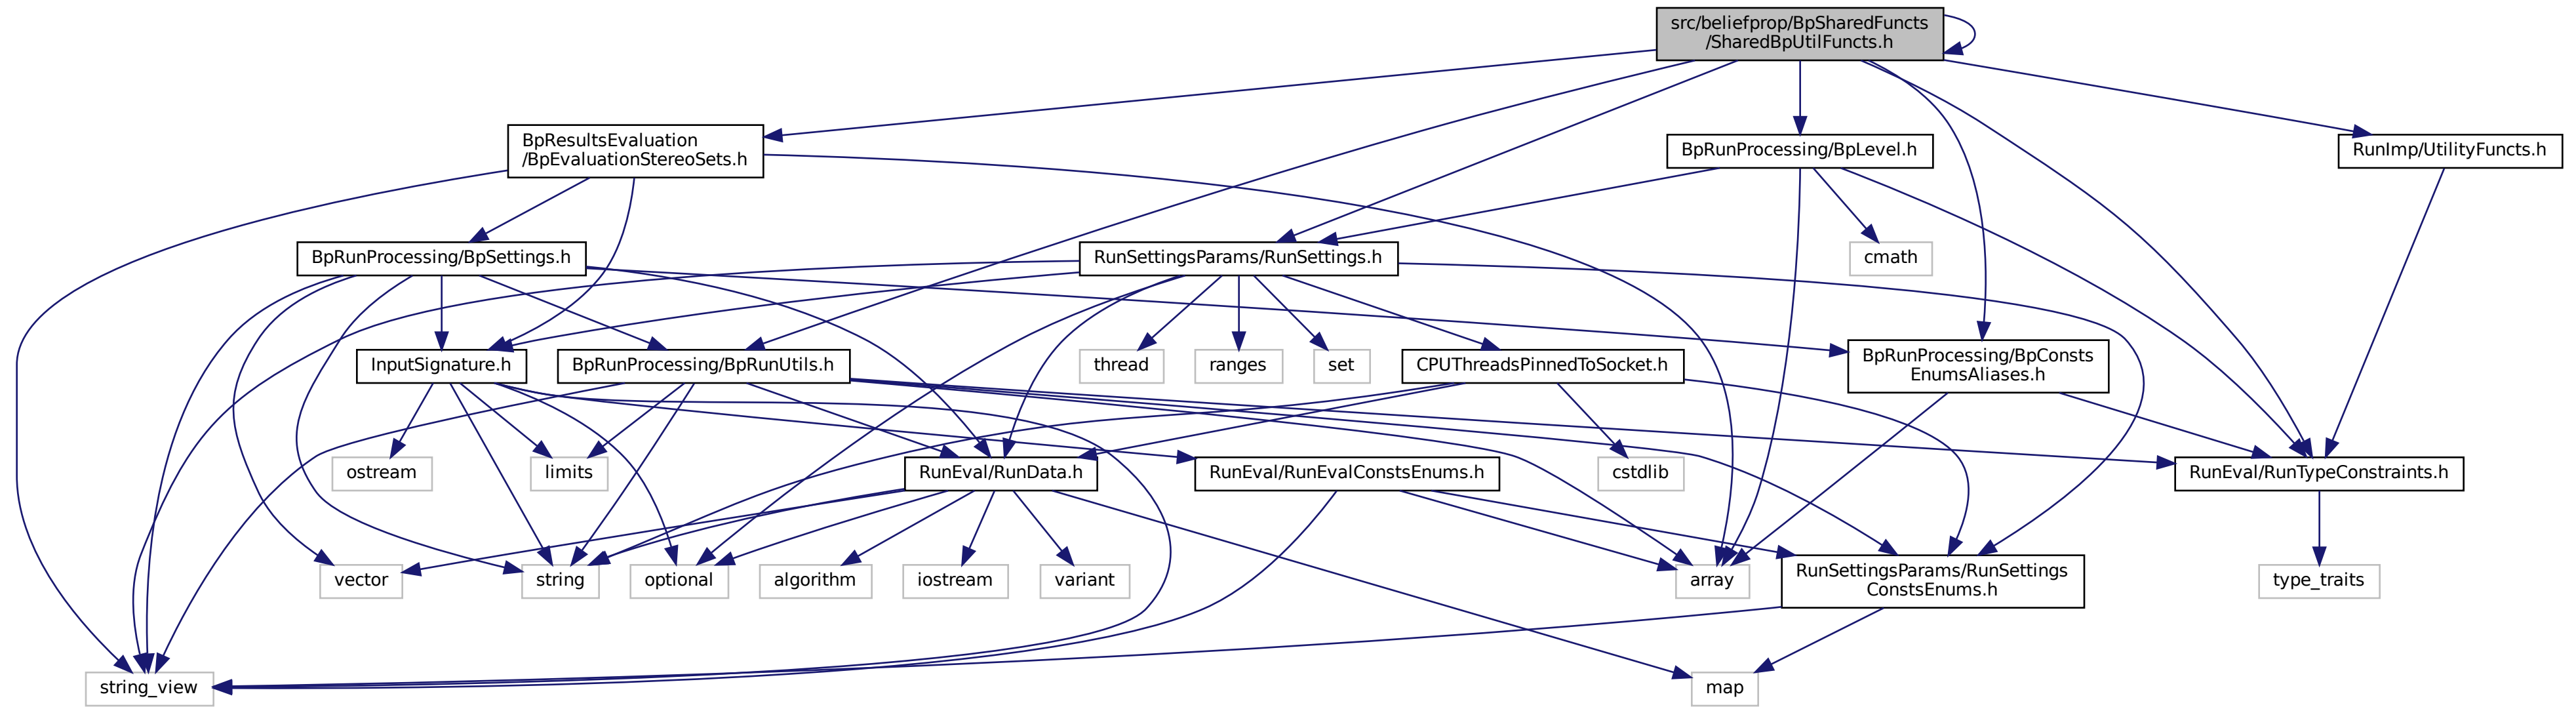 src/beliefprop/BpSharedFuncts
/SharedBpUtilFuncts.h
BpResultsEvaluation
/BpEvaluationStereoSets.h
BpRunProcessing/BpLevel.h
RunImp/UtilityFuncts.h
BpRunProcessing/BpSettings.h
RunSettingsParams/RunSettings.h
cmath
InputSignature.h
BpRunProcessing/BpRunUtils.h
thread
ranges
set
CPUThreadsPinnedToSocket.h
BpRunProcessing/BpConsts
EnumsAliases.h
ostream
limits
RunEval/RunData.h
RunEval/RunEvalConstsEnums.h
cstdlib
RunEval/RunTypeConstraints.h
vector
string
optional
algorithm
iostream
variant
array
RunSettingsParams/RunSettings
ConstsEnums.h
type_traits
string_view
map